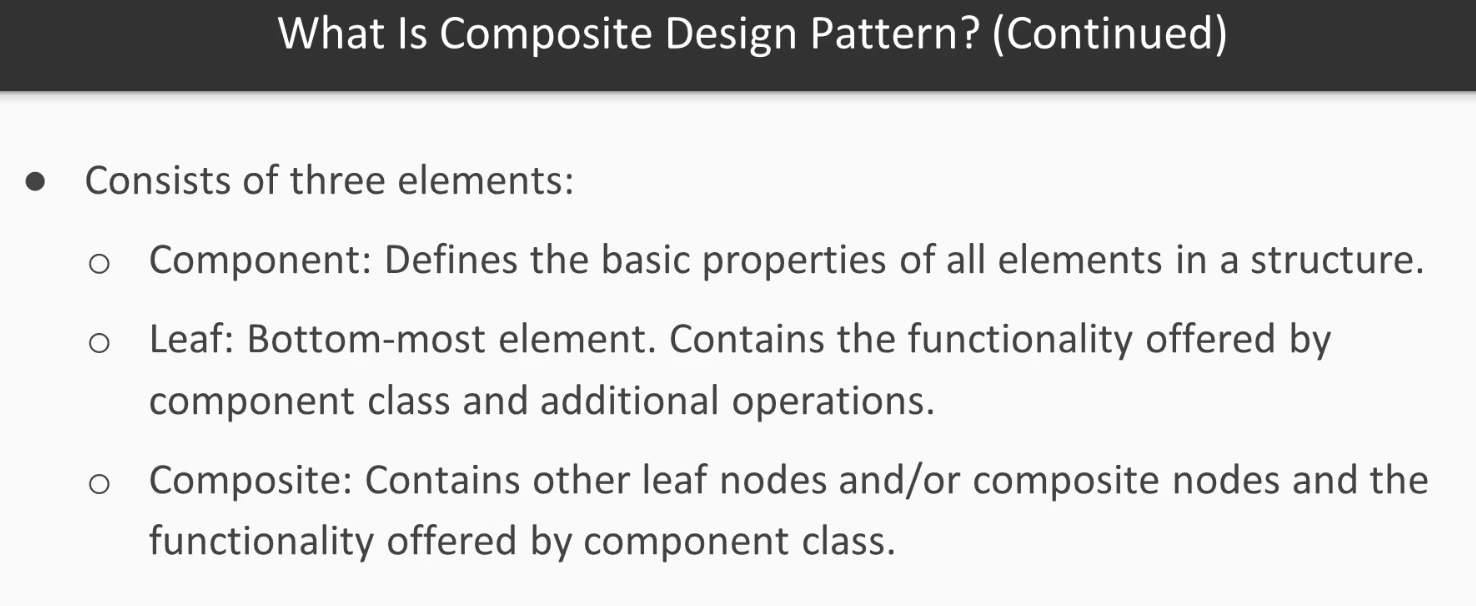 What Is Composite Design Pattern? (Continued)
● Consists of three elements:
○ Component: Defines the basic properties of all elements in a structure.
○ Leaf: Bottom-most element. Contains the functionality offered by
component class and additional operations.
○ Composite: Contains other leaf nodes and/or composite nodes and the
functionality offered by component class.